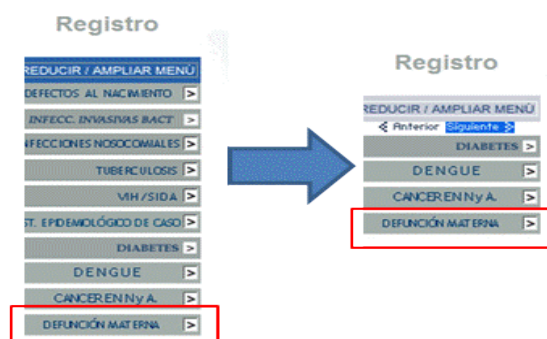 Registro
REDUCIR / AMPLIAR MENÚ
DEFECTOS AL NACIMIENTO >
INFECC. INVASIVAS BACT >
NFECCIONES NOSOCOMIALES >
TUBERCULOSIS >
VIH/SIDA >
ST. EPIDEMIOLÓGICO DE CASO >
DIABETES >
DENGUE >
CANCER EN N y A. >
DEFUNCIÓN MATERNA >
Registro
REDUCIR / AMPLIAR MENÚ
Anterior Siguiente
DIABETES >
DENGUE >
CANCER EN N y A. >
DEFUNCIÓN MATERNA >